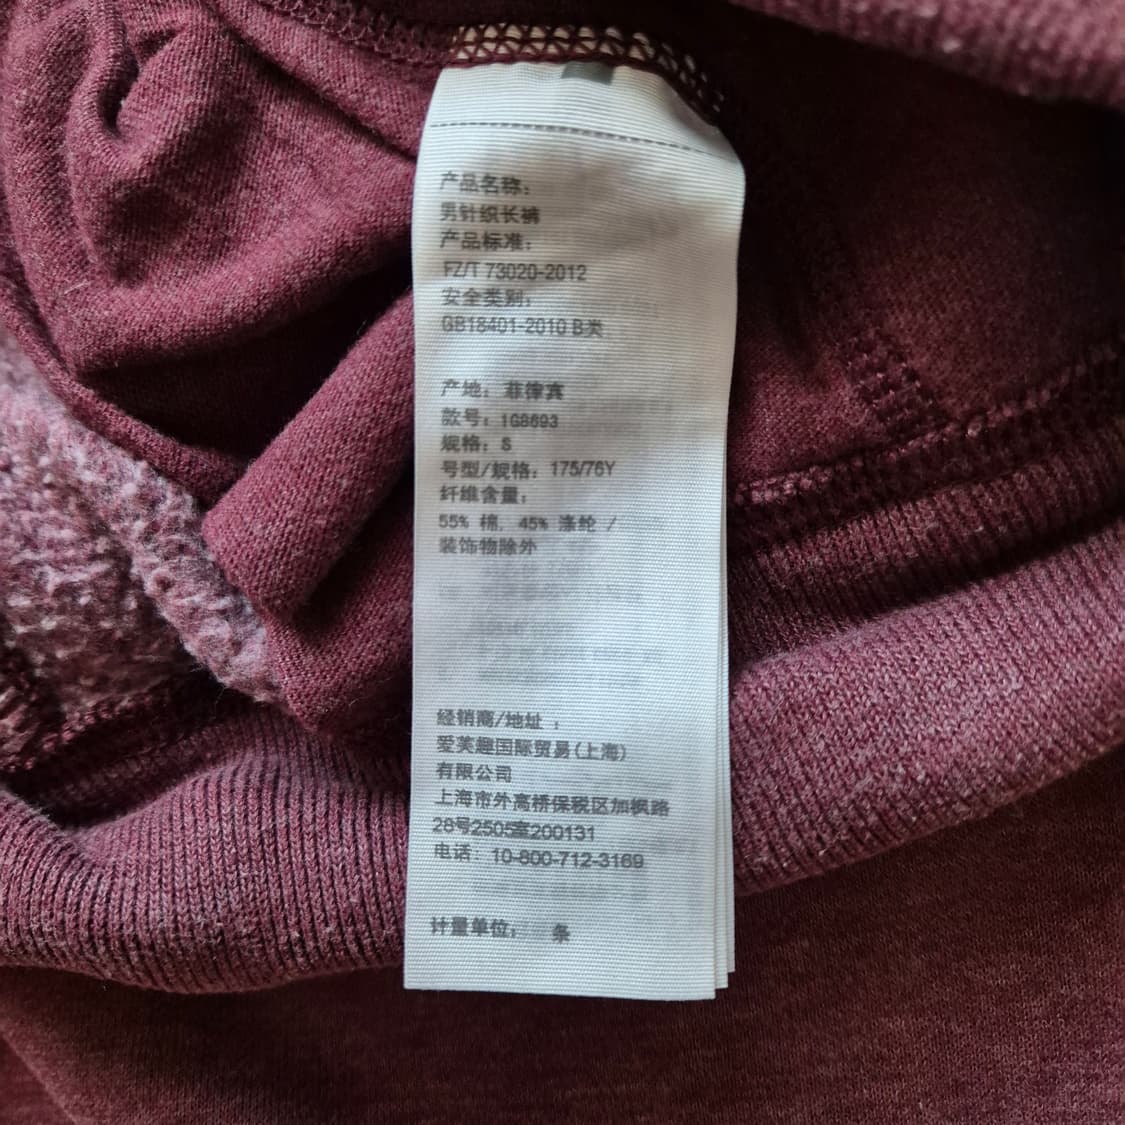 产品名称：
男针织长裤
产品标准：
FZ/T 73020-2012
安全类别：
GB18401-2010 B类
产地：菲律宾
款号：1G8693
规格：S
号型/规格：175/76Y
纤维含量：
55% 棉，45% 涤纶 /
装饰物除外
经销商/地址：
爱芙趣国际贸易(上海)
有限公司
上海市外高桥保税区加枫路
28号2505室200131
电话：10-800-712-3169
计量单位： 条